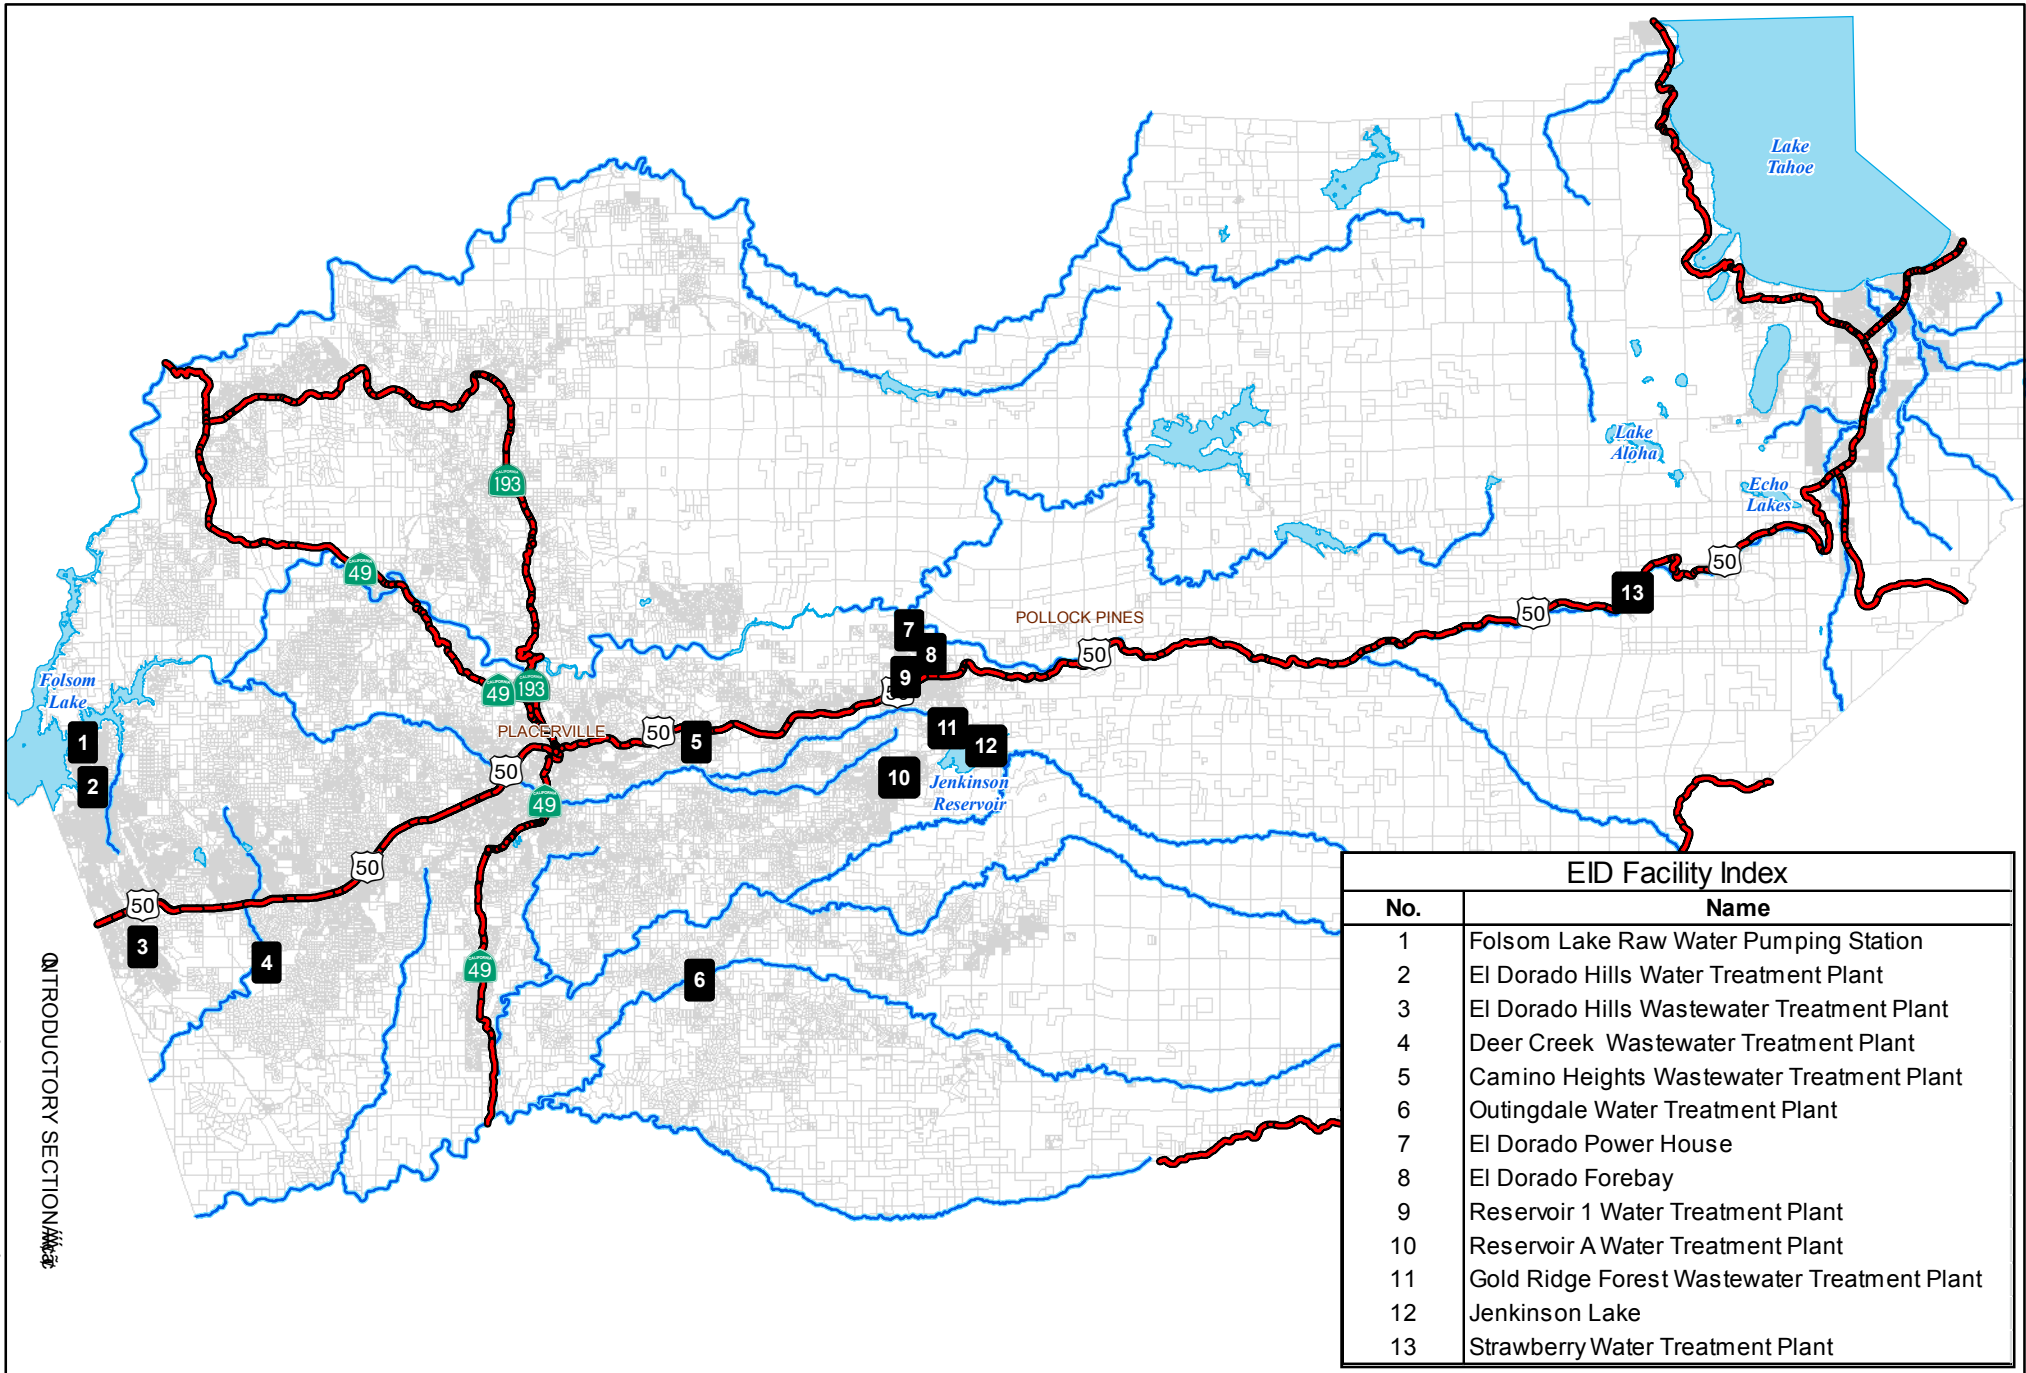 Lake
Tahoe
CALIFORNIA
193
Lake
Aloha
Echo
Lakes
CALIFORNIA
49
50
13
50
7
POLLOCK PINES
8
50
9
50
Folsom
Lake
CALIFORNIA
49
CALIFORNIA
193
PLACERVILLE
50
5
11
12
1
2
50
10
Jenkinson
Reservoir
CALIFORNIA
49
50
50
3
4
CALIFORNIA
49
6
INTRODUCTORY SECTION
EID Facility Index
No. Name
1 Folsom Lake Raw Water Pumping Station
2 El Dorado Hills Water Treatment Plant
3 El Dorado Hills Wastewater Treatment Plant
4 Deer Creek Wastewater Treatment Plant
5 Camino Heights Wastewater Treatment Plant
6 Outingdale Water Treatment Plant
7 El Dorado Power House
8 El Dorado Forebay
9 Reservoir 1 Water Treatment Plant
10 Reservoir A Water Treatment Plant
11 Gold Ridge Forest Wastewater Treatment Plant
12 Jenkinson Lake
13 Strawberry Water Treatment Plant